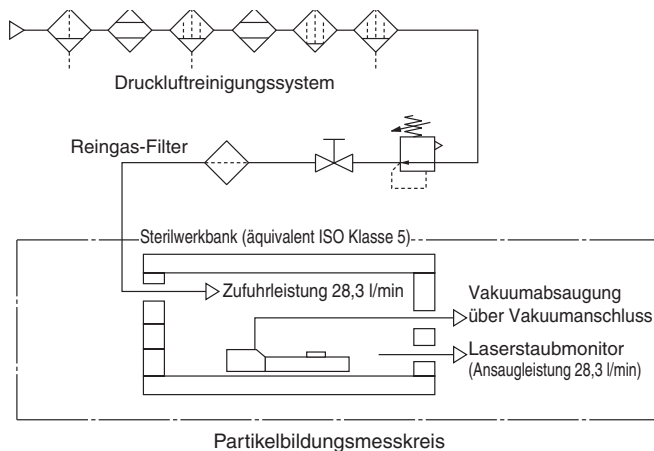 Druckluftreinigungssystem
Reingas-Filter
Sterilwerkbank (äquivalent ISO Klasse 5)
Zufuhrleistung 28,3 l/min
Vakuumabsaugung
über Vakuumanschluss
Laserstaubmonitor
(Ansaugleistung 28,3 l/min)
Partikelbildungsmesskreis